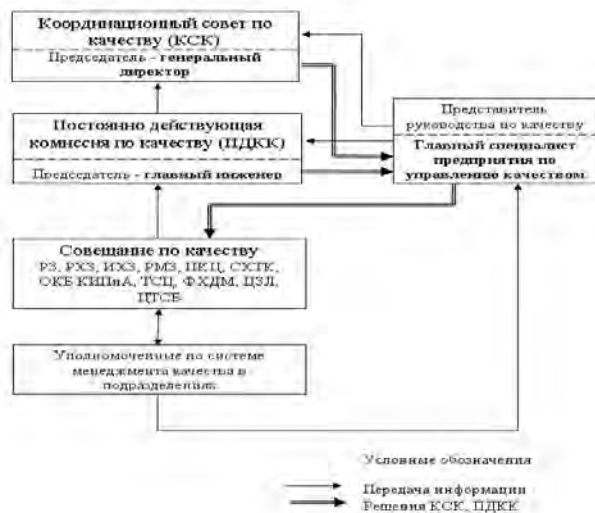 Координационный совет по
качеству (КСК)
Председатель - генеральный
директор
Постоянно действующая
комиссия по качеству (ПДКК)
Председатель - главный инженер
Представитель
руководства по качеству
Главный специалист
предприятия по
управлению качеством
Совещание по качеству
РЗ, РХЗ, ИХЗ, РМЗ, ПКЦ, СХТК,
ОКБ КИПиА, ТСЦ, ФХДМ, ЦЗЛ,
ЦТСБ
Уполномоченные по системе
менеджмента качества в
подразделениях
Условные обозначения
Передача информации
Решения КСК, ПДКК